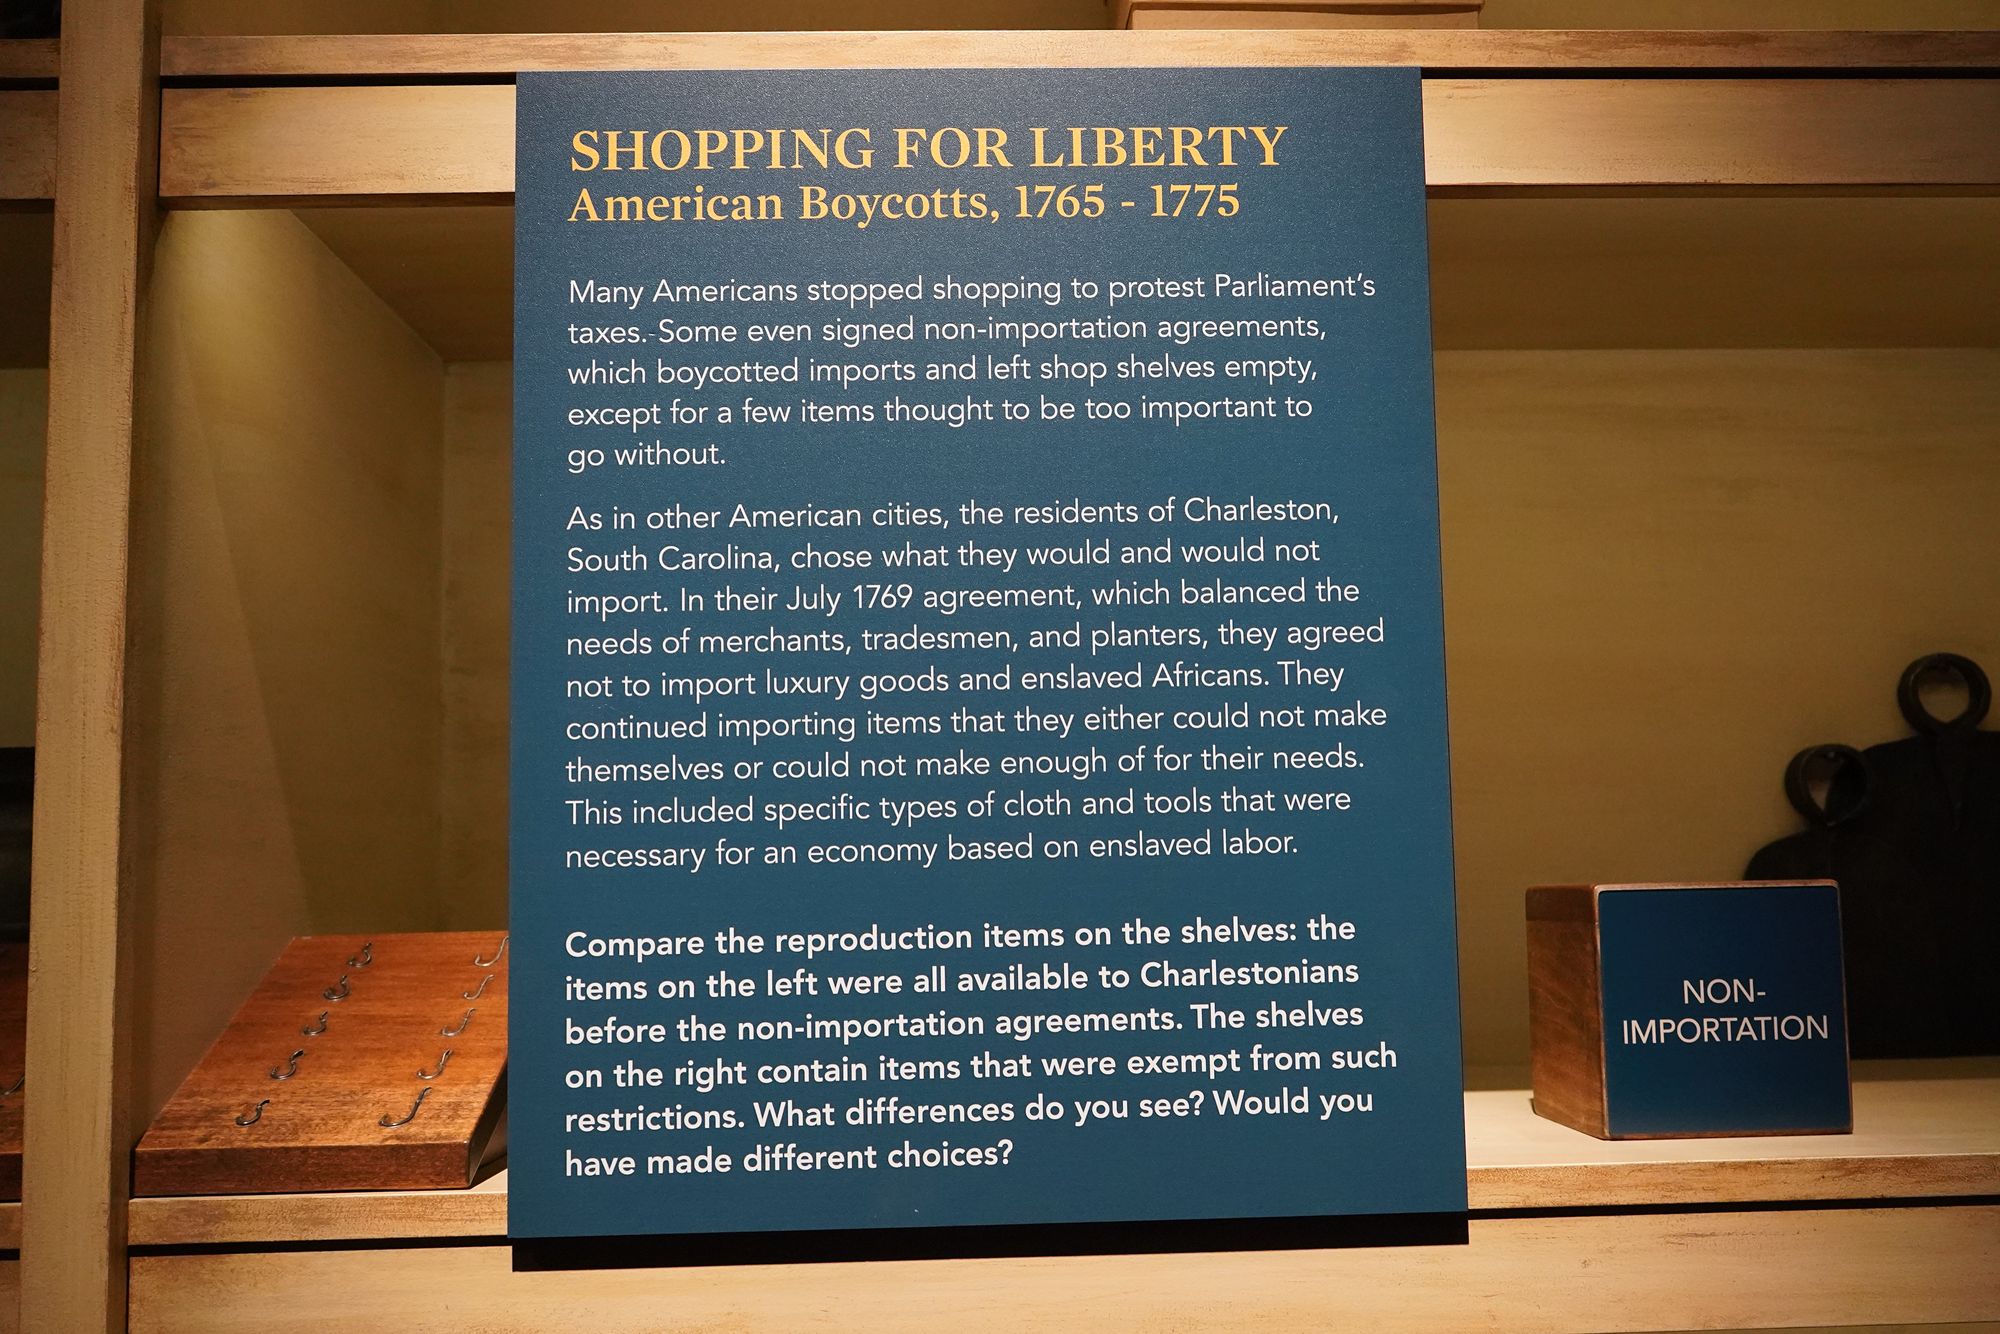 SHOPPING FOR LIBERTY
American Boycotts, 1765 - 1775
Many Americans stopped shopping to protest Parliament's
taxes. Some even signed non-importation agreements,
which boycotted imports and left shop shelves empty,
except for a few items thought to be too important to
go without.
As in other American cities, the residents of Charleston,
South Carolina, chose what they would and would not
import. In their July 1769 agreement, which balanced the
needs of merchants, tradesmen, and planters, they agreed
not to import luxury goods and enslaved Africans. They
continued importing items that they either could not make
themselves or could not make enough of for their needs.
This included specific types of cloth and tools that were
necessary for an economy based on enslaved labor.
Compare the reproduction items on the shelves: the
items on the left were all available to Charlestonians
before the non-importation agreements. The shelves
on the right contain items that were exempt from such
restrictions. What differences do you see? Would you
have made different choices?
NON-
IMPORTATION